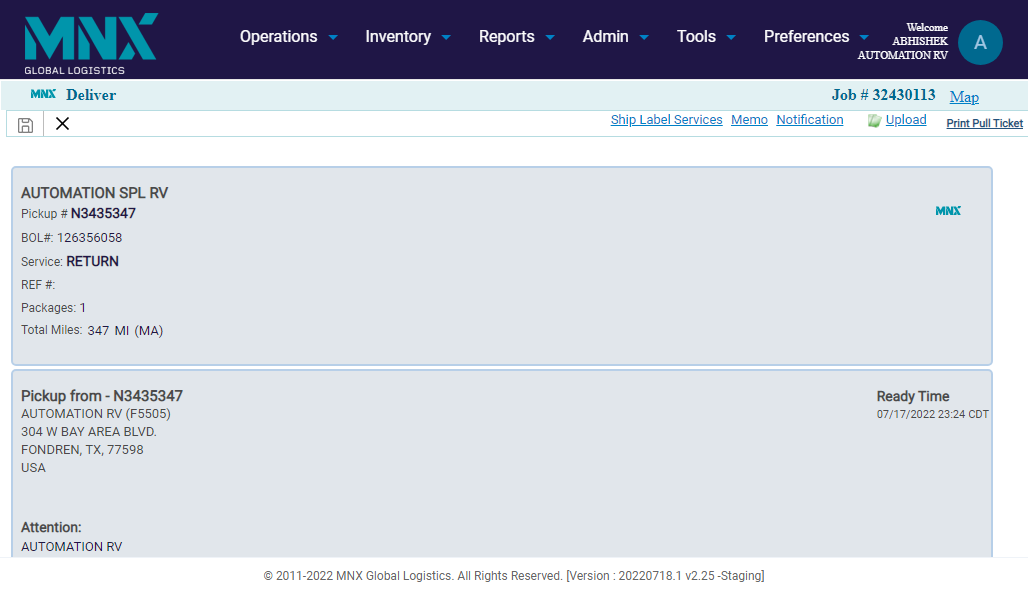 MNX
GLOBAL LOGISTICS
Operations Inventory Reports Admin Tools Preferences
Welcome
ABHISHEK
AUTOMATION RV
A
MNX Deliver Job # 32430113 Map
Ship Label Services Memo Notification Upload Print Pull Ticket
AUTOMATION SPL RV
Pickup # N3435347
MNX
BOL#: 126356058
Service: RETURN
REF #:
Packages: 1
Total Miles: 347 MI (MA)
Pickup from - N3435347 Ready Time
AUTOMATION RV (F5505) 07/17/2022 23:24 CDT
304 W BAY AREA BLVD.
FONDREN, TX, 77598
USA
Attention:
AUTOMATION RV
© 2011-2022 MNX Global Logistics. All Rights Reserved. [Version : 20220718.1 v2.25 -Staging]